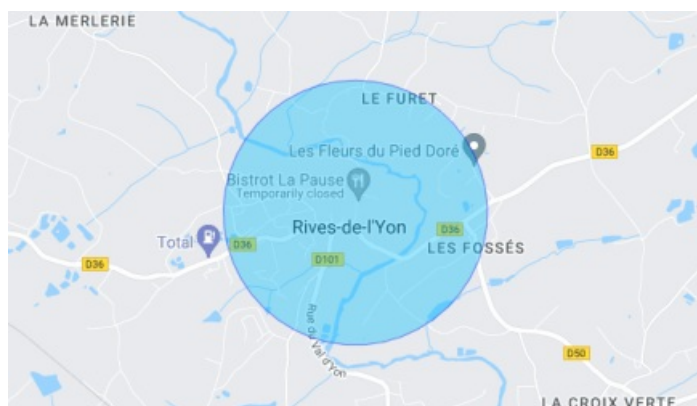 LA MERLERIE
LE FURET
Les Fleurs du Pied Doré
D36
Bistrot La Pause
Temporarily closed
Rives-de-l'Yon
Total
D36
D36
LES FOSSÉS
D36
D101
Rue du Val d'Yon
D50
LA CROIX VERTE